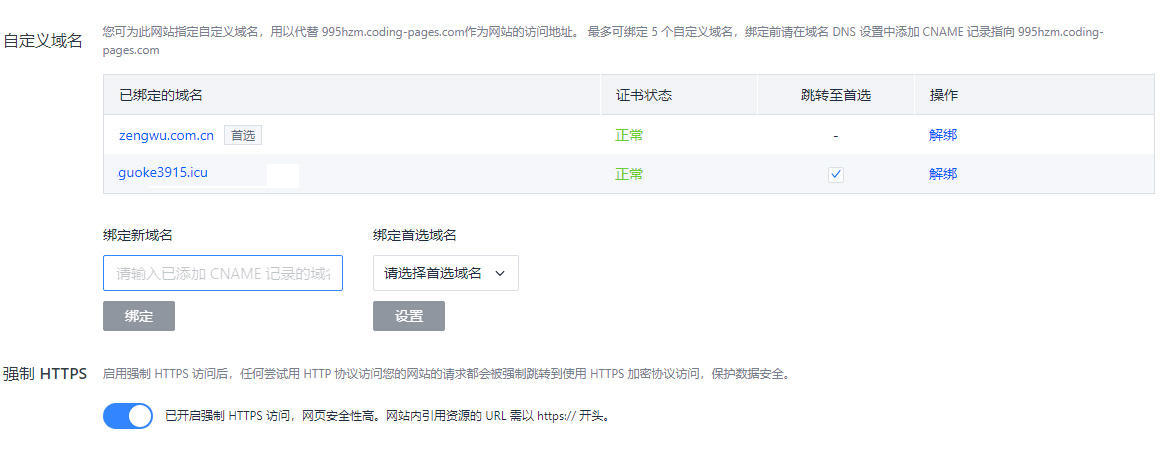 自定义域名
您可为此网站指定自定义域名，用以代替 995hzm.coding-pages.com作为网站的访问地址。 最多可绑定 5 个自定义域名，绑定前请在域名 DNS 设置中添加 CNAME 记录指向 995hzm.coding-
pages.com
已绑定的域名 证书状态 跳转至首选 操作
zengwu.com.cn 首选 正常 - 解绑
guoke3915.icu 正常 解绑
绑定新域名 绑定首选域名
请输入已添加 CNAME 记录的域名 请选择首选域名
绑定 设置
强制 HTTPS 启用强制 HTTPS 访问后，任何尝试用 HTTP 协议访问您的网站的请求都会被强制跳转到使用 HTTPS 加密协议访问，保护数据安全。
已开启强制 HTTPS 访问，网页安全性高。网站内引用资源的 URL 需以 https:// 开头。